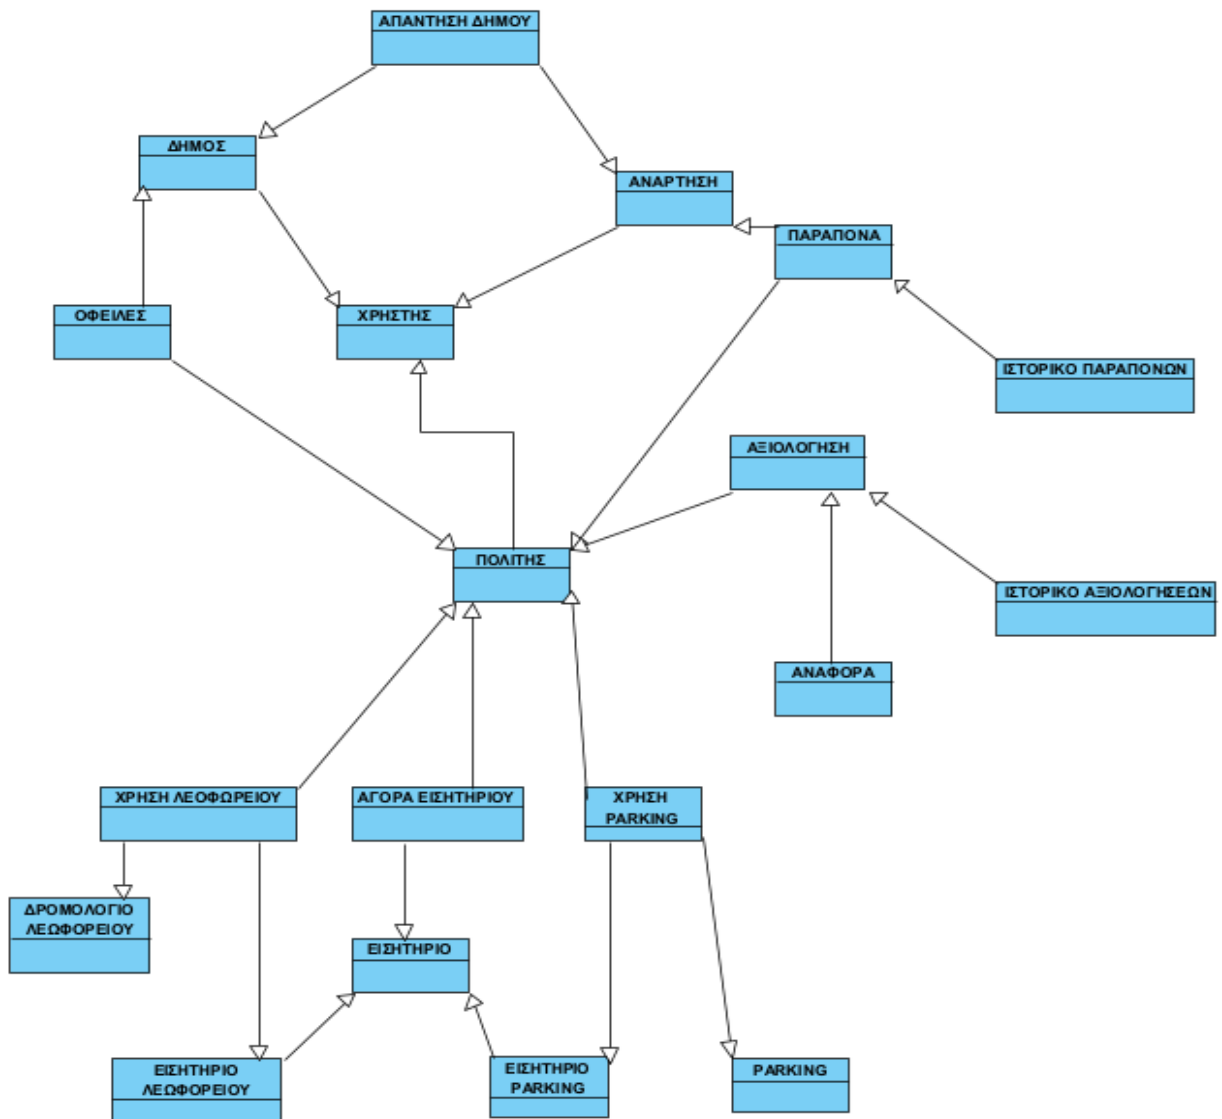 ΑΠΑΝΤΗΣΗ ΔΗΜΟΥ
ΔΗΜΟΣ
ΑΝΑΡΤΗΣΗ
ΠΑΡΑΠΟΝΑ
ΟΦΕΙΛΕΣ
ΧΡΗΣΤΗΣ
ΙΣΤΟΡΙΚΟ ΠΑΡΑΠΟΝΩΝ
ΑΞΙΟΛΟΓΗΣΗ
ΠΟΛΙΤΗΣ
ΙΣΤΟΡΙΚΟ ΑΞΙΟΛΟΓΗΣΕΩΝ
ΑΝΑΦΟΡΑ
ΧΡΗΣΗ ΛΕΟΦΩΡΕΙΟΥ
ΑΓΟΡΑ ΕΙΣΗΤΗΡΙΟΥ
ΧΡΗΣΗ
PARKING
ΔΡΟΜΟΛΟΓΙΟ
ΛΕΩΦΟΡΕΙΟΥ
ΕΙΣΗΤΗΡΙΟ
ΕΙΣΗΤΗΡΙΟ
ΛΕΩΦΟΡΕΙΟΥ
ΕΙΣΗΤΗΡΙΟ
PARKING
PARKING